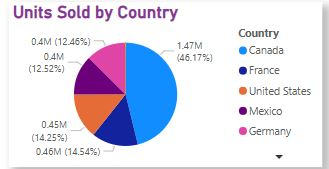 Units Sold by Country
0.4M (12.46%)
0.4M
(12.52%)
0.45M
(14.25%)
0.46M (14.54%)
1.47M
(46.17%)
Country
Canada
France
United States
Mexico
Germany